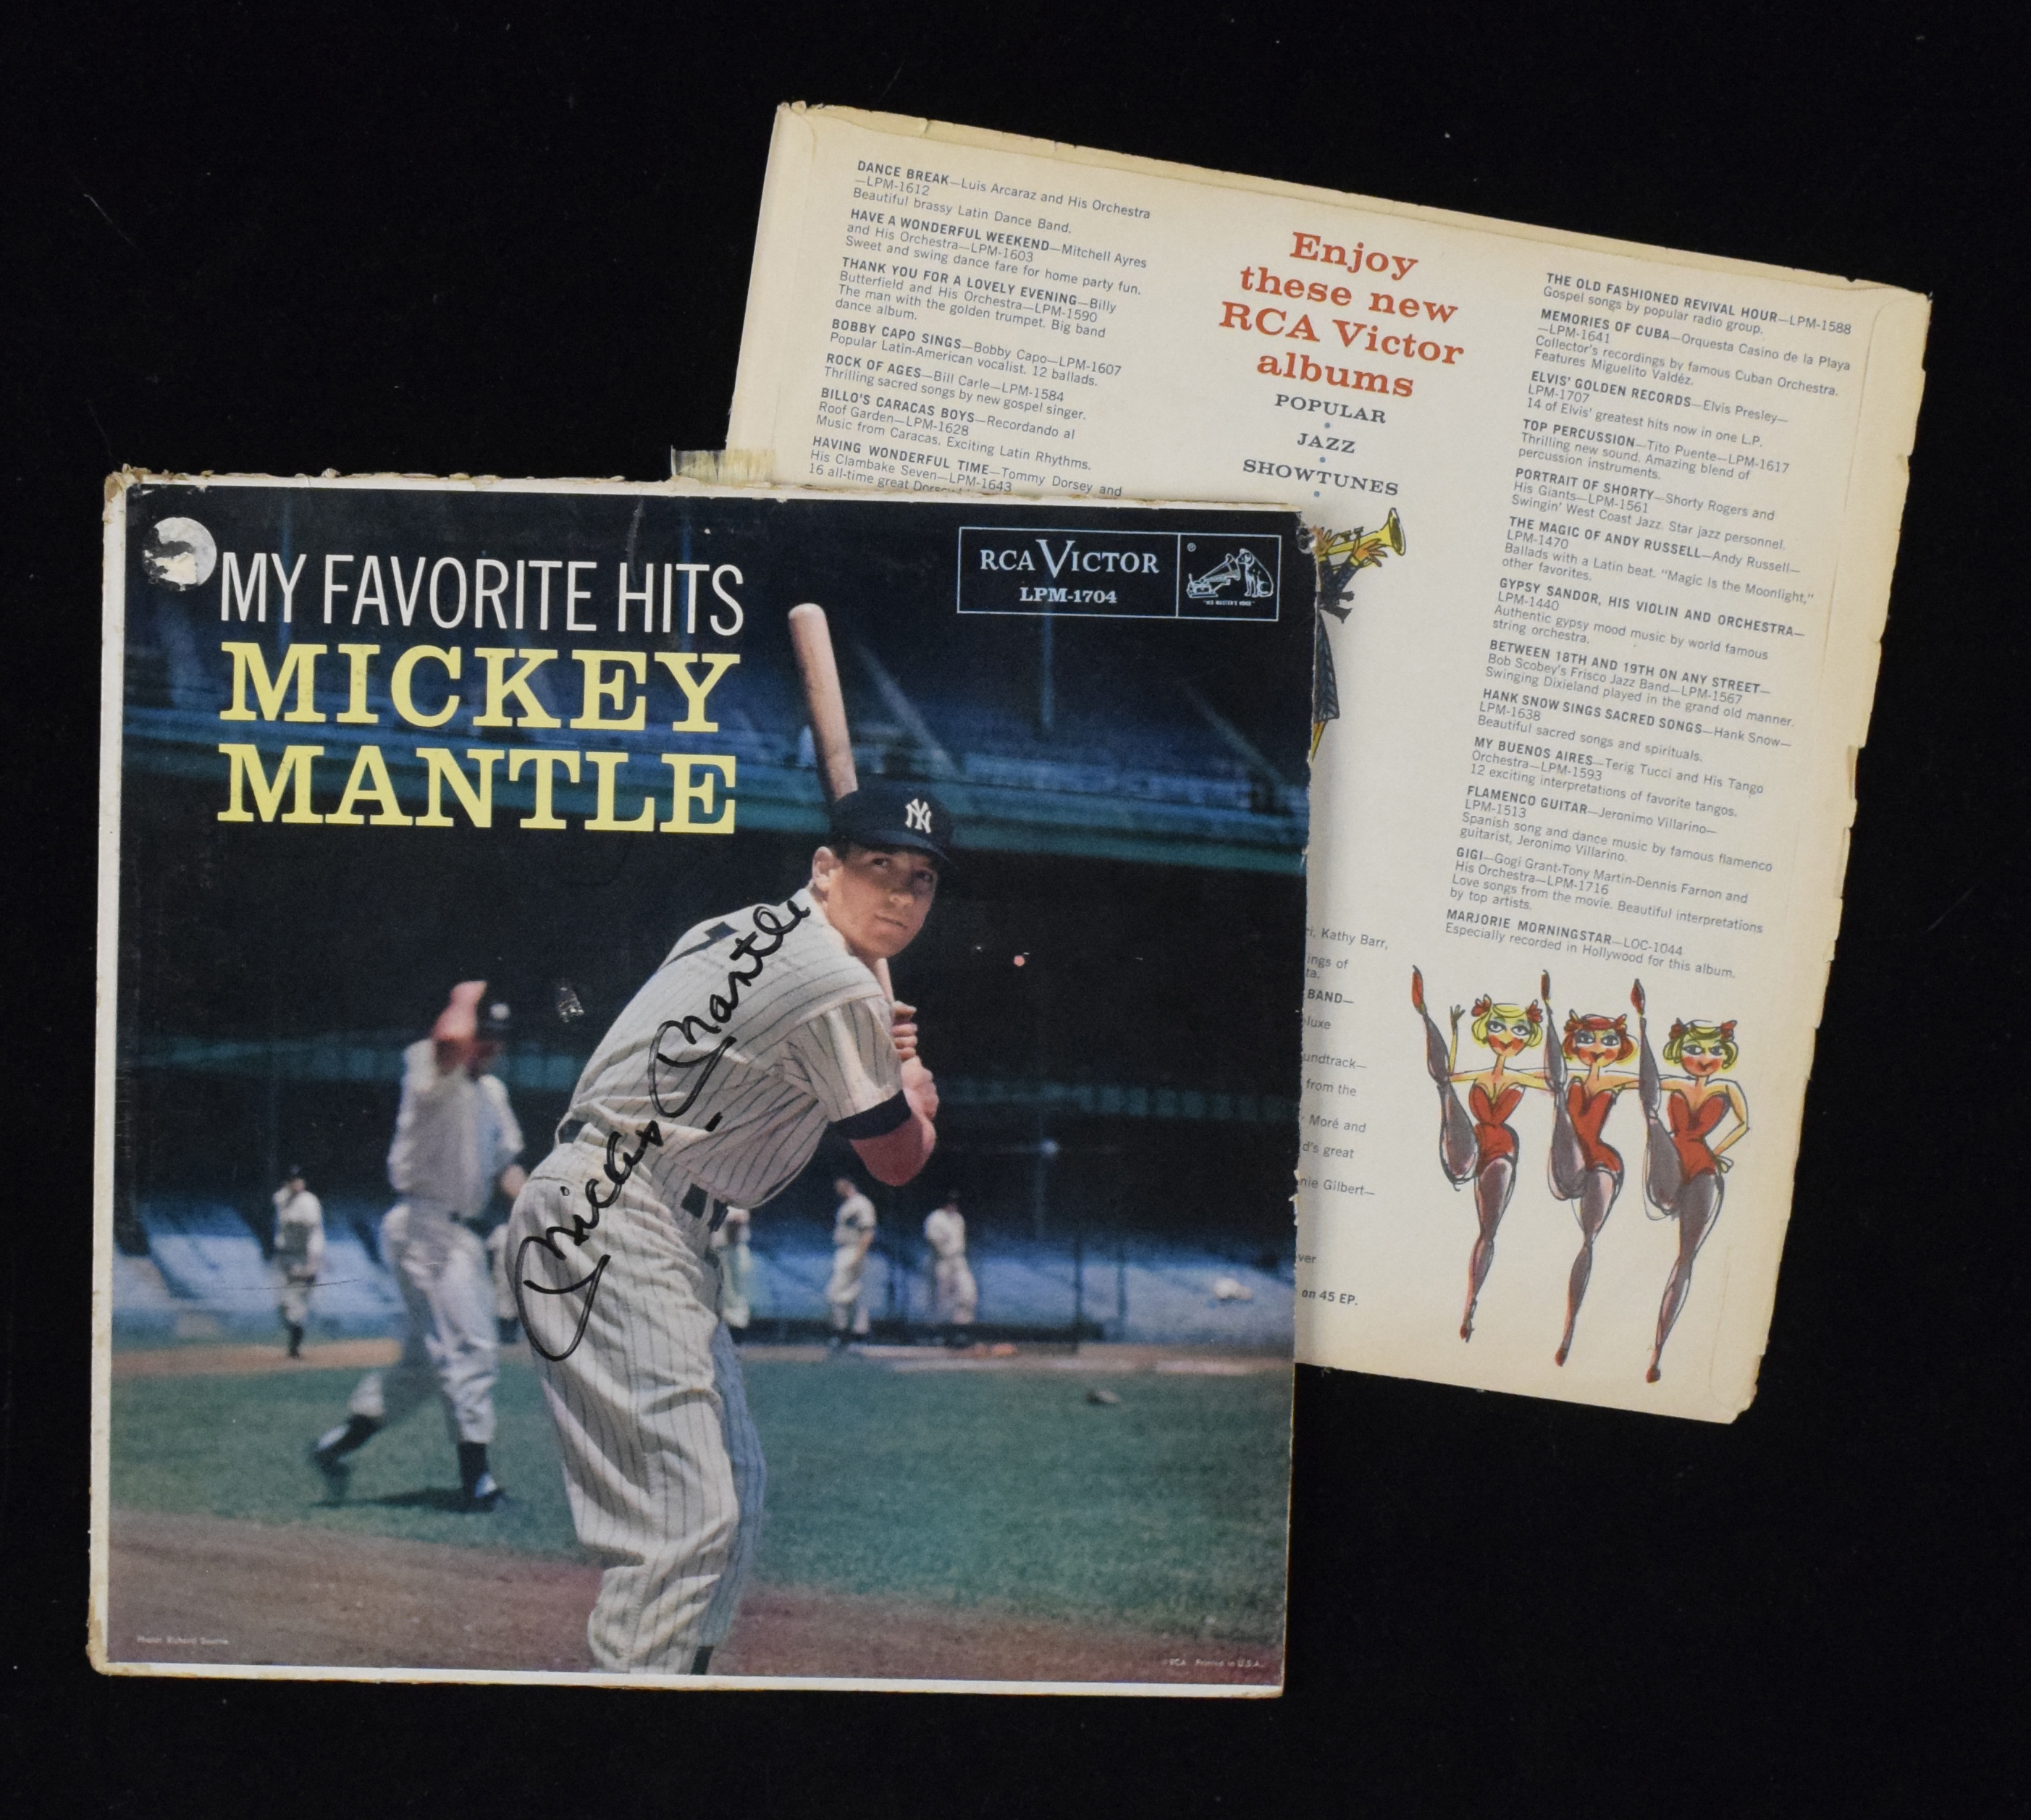 MY FAVORITE HITS
MICKEY
MANTLE
RCA VICTOR
LPM-1704
®
"HIS MASTER'S VOICE"
NY
Mickey Mantle
RCA Printed in U.S.A.
DANCE BREAK—Luis Arcaraz and His Orchestra
—LPM-1612
Beautiful brassy Latin Dance Band.
HAVE A WONDERFUL WEEKEND—Mitchell Ayres
and His Orchestra—LPM-1603
Sweet and swing dance fare for home party fun.
THANK YOU FOR A LOVELY EVENING—Billy
Butterfield and His Orchestra—LPM-1590
The man with the golden trumpet. Big band
dance album.
BOBBY CAPO SINGS—Bobby Capo—LPM-1607
Popular Latin-American vocalist. 12 ballads.
ROCK OF AGES—Bill Carle—LPM-1584
Thrilling sacred songs by new gospel singer.
BILLO'S CARACAS BOYS—Recordando al
Roof Garden—LPM-1628
Music from Caracas. Exciting Latin Rhythms.
HAVING WONDERFUL TIME—Tommy Dorsey and
His Clambake Seven—LPM-1643
16 all-time great
Enjoy
these new
RCA Victor
albums
POPULAR
JAZZ
SHOWTUNES
THE OLD FASHIONED REVIVAL HOUR—LPM-1588
Gospel songs by popular radio group.
MEMORIES OF CUBA—Orquesta Casino de la Playa
—LPM-1641
Collector's recordings by famous Cuban Orchestra.
Features Miguelito Valdéz.
ELVIS' GOLDEN RECORDS—Elvis Presley—
LPM-1707
14 of Elvis' greatest hits now in one L.P.
TOP PERCUSSION—Tito Puente—LPM-1617
Thrilling new sound. Amazing blend of
percussion instruments.
PORTRAIT OF SHORTY—Shorty Rogers and
His Giants—LPM-1561
Swingin' West Coast Jazz. Star jazz personnel.
THE MAGIC OF ANDY RUSSELL—Andy Russell—
LPM-1470
Ballads with a Latin beat. "Magic Is the Moonlight,"
other favorites.
GYPSY SANDOR, HIS VIOLIN AND ORCHESTRA—
LPM-1440
Authentic gypsy mood music by world famous
string orchestra.
BETWEEN 18TH AND 19TH ON ANY STREET—
Bob Scobey's Frisco Jazz Band—LPM-1567
Swinging Dixieland played in the grand old manner.
HANK SNOW SINGS SACRED SONGS—Hank Snow—
LPM-1638
Beautiful sacred songs and spirituals.
MY BUENOS AIRES—Terig Tucci and His Tango
Orchestra—LPM-1593
12 exciting interpretations of favorite tangos.
FLAMENCO GUITAR—Jeronimo Villarino—
LPM-1513
Spanish song and dance music by famous flamenco
guitarist, Jeronimo Villarino.
GIGI—Gogi Grant-Tony Martin-Dennis Farnon and
His Orchestra—LPM-1716
Love songs from the movie. Beautiful interpretations
by top artists.
MARJORIE MORNINGSTAR—LOC-1044
Especially recorded in Hollywood for this album.
Kathy Barr,
of
BAND—
from the
Moré and
great
Gilbert—
on 45 EP.